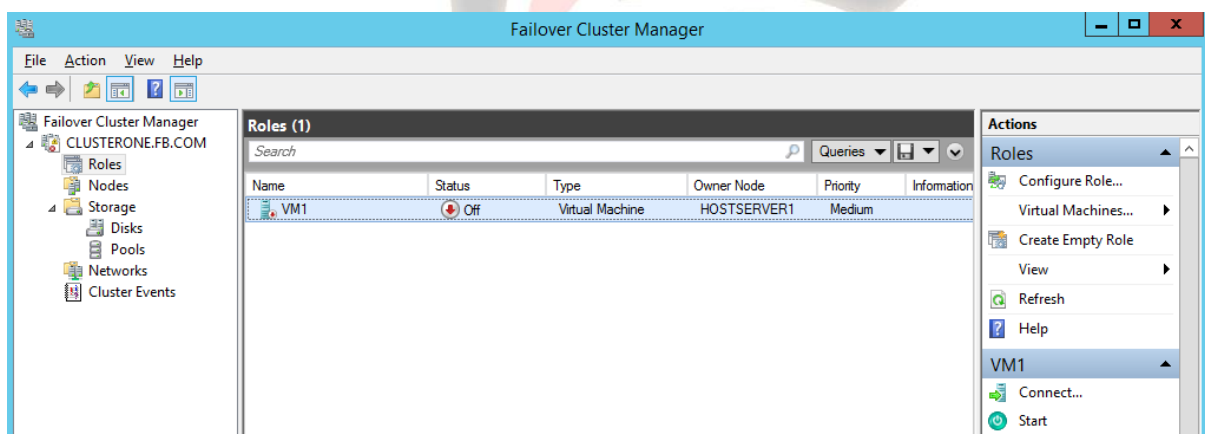 Failover Cluster Manager
File Action View Help
Failover Cluster Manager
CLUSTERONE.FB.COM
Roles
Nodes
Storage
Disks
Pools
Networks
Cluster Events
Roles (1)
Search
Queries
Name Status Type Owner Node Priority Information
VM1 Off Virtual Machine HOSTSERVER1 Medium
Actions
Roles
Configure Role...
Virtual Machines...
Create Empty Role
View
Refresh
Help
VM1
Connect...
Start